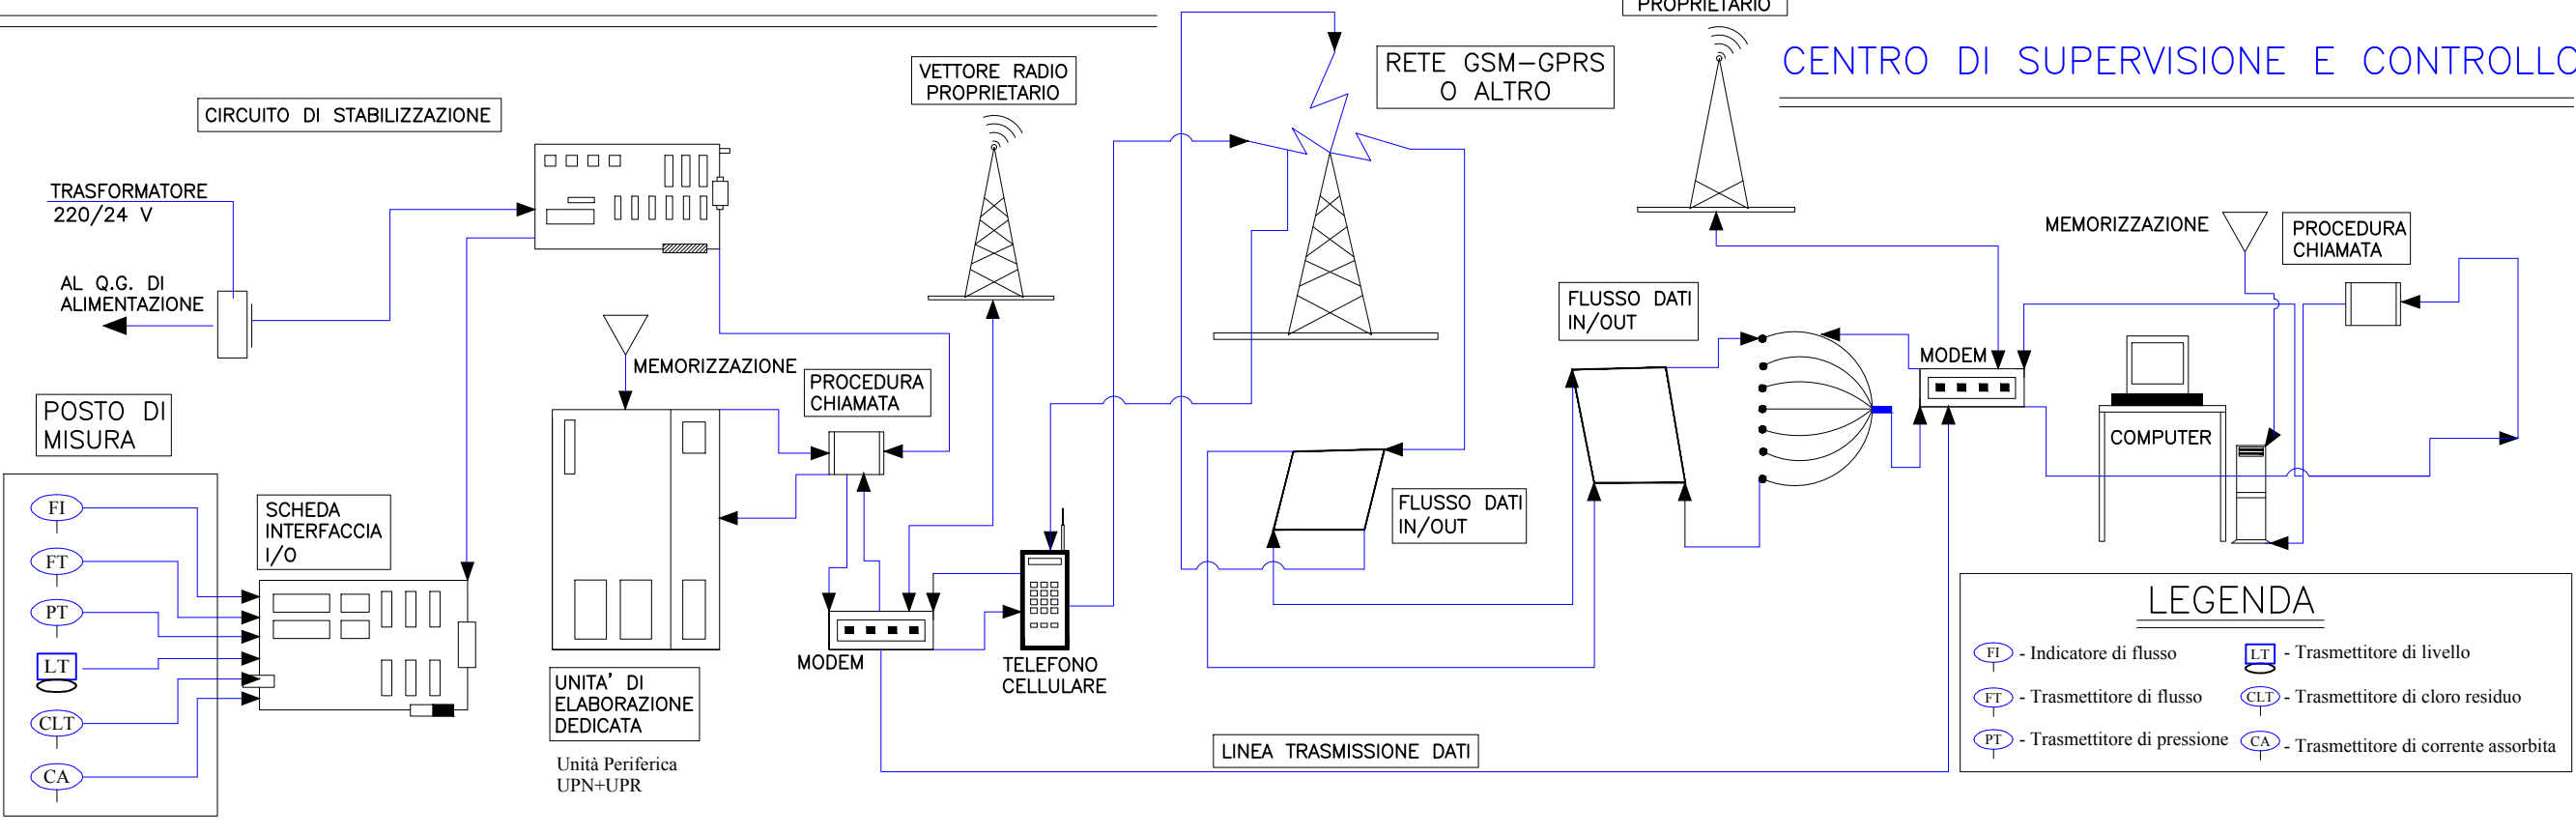 PROPRIETARIO
CENTRO DI SUPERVISIONE E CONTROLLO
RETE GSM-GPRS
O ALTRO
VETTORE RADIO
PROPRIETARIO
CIRCUITO DI STABILIZZAZIONE
TRASFORMATORE
220/24 V
AL Q.G. DI
ALIMENTAZIONE
MEMORIZZAZIONE
PROCEDURA
CHIAMATA
FLUSSO DATI
IN/OUT
MODEM
COMPUTER
MEMORIZZAZIONE
PROCEDURA
CHIAMATA
POSTO DI
MISURA
FI
FT
PT
LT
CLT
CA
SCHEDA
INTERFACCIA
I/O
FLUSSO DATI
IN/OUT
MODEM
TELEFONO
CELLULARE
UNITA' DI
ELABORAZIONE
DEDICATA
Unità Periferica
UPN+UPR
LINEA TRASMISSIONE DATI
LEGENDA
FI - Indicatore di flusso
LT - Trasmettitore di livello
FT - Trasmettitore di flusso
CLT - Trasmettitore di cloro residuo
PT - Trasmettitore di pressione
CA - Trasmettitore di corrente assorbita